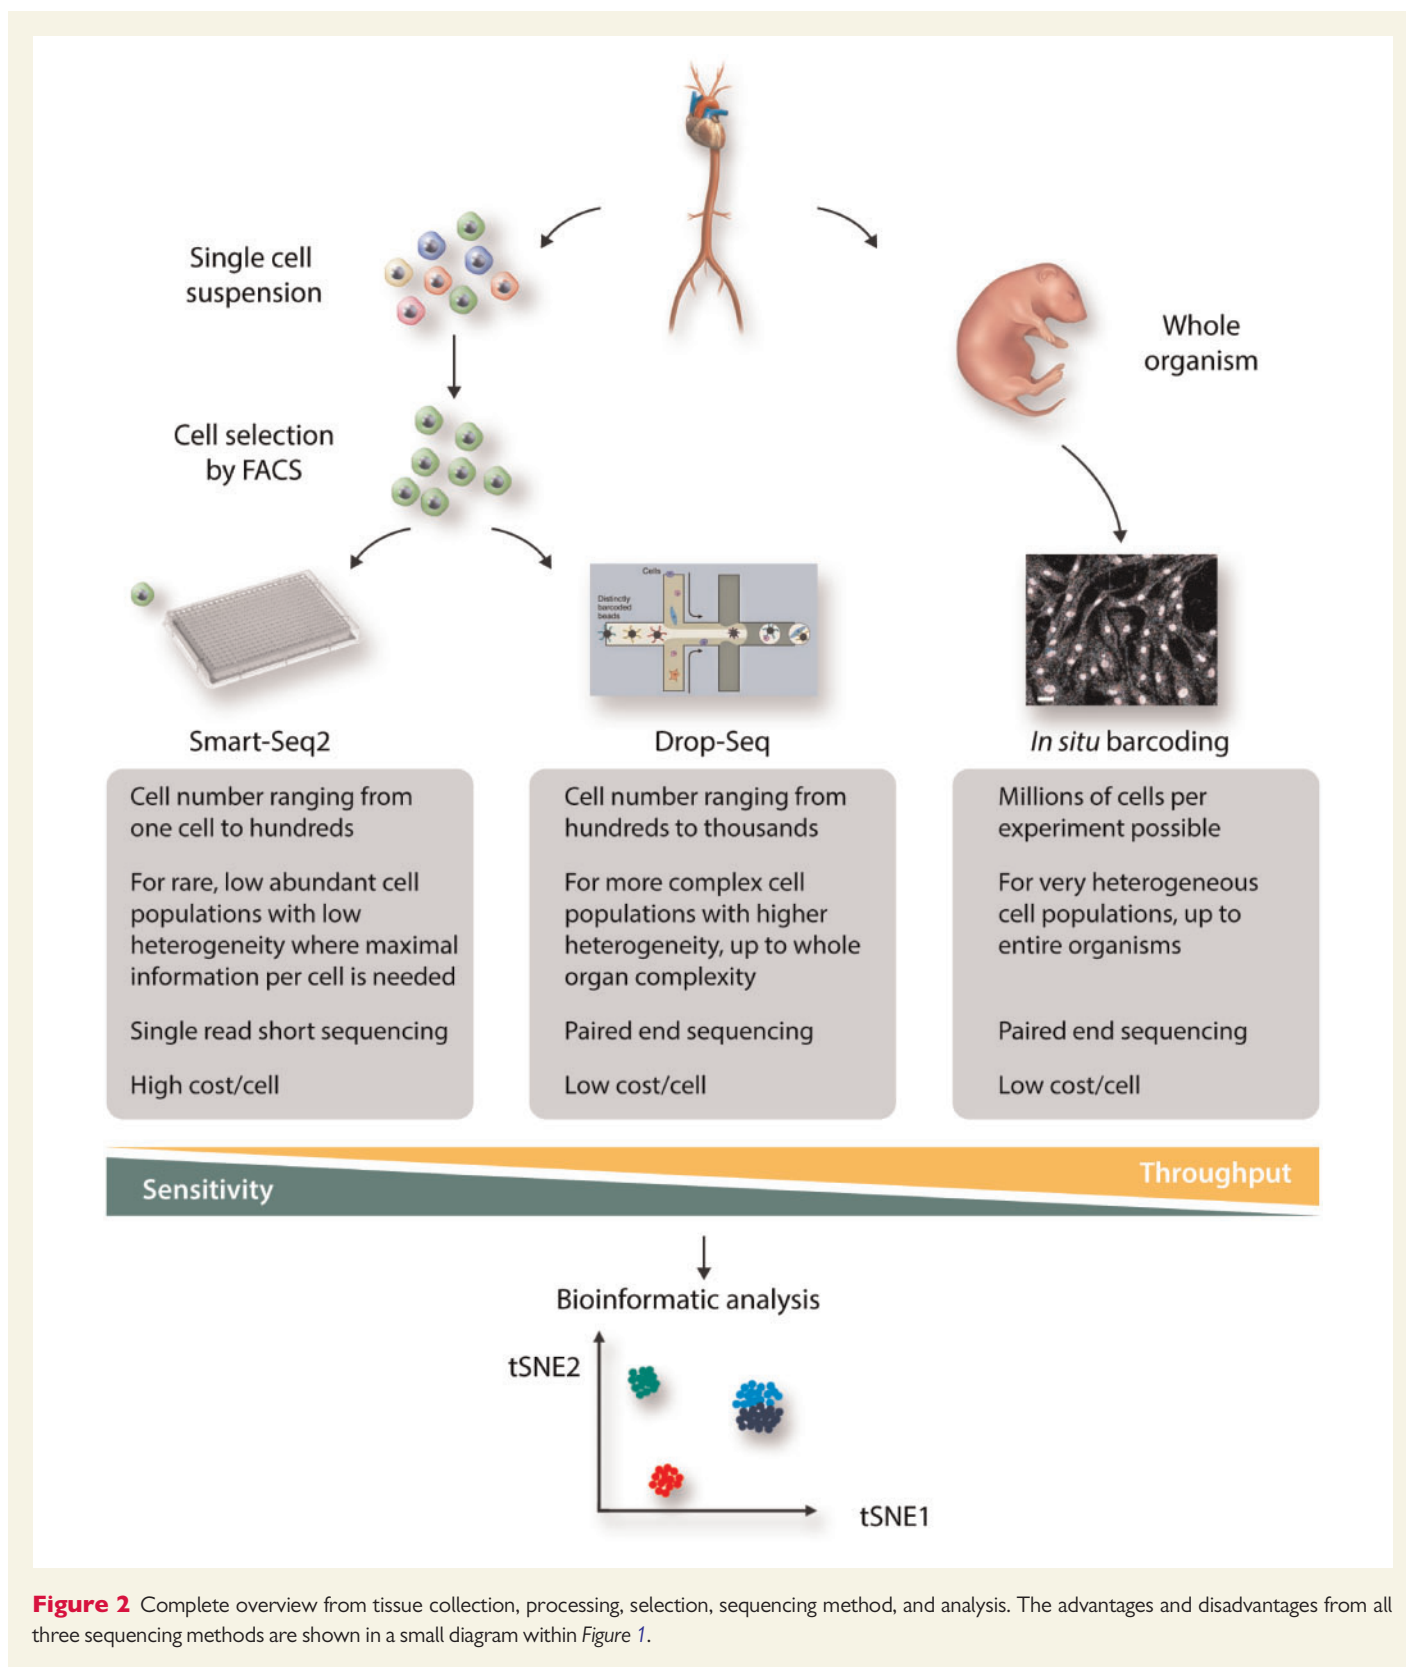 Single cell
suspension
Whole
organism
Cell selection
by FACS
Cells
Distinctly
barcoded
beads
Smart-Seq2
Drop-Seq
In situ barcoding
Cell number ranging from
one cell to hundreds
For rare, low abundant cell
populations with low
heterogeneity where maximal
information per cell is needed
Single read short sequencing
High cost/cell
Cell number ranging from
hundreds to thousands
For more complex cell
populations with higher
heterogeneity, up to whole
organ complexity
Paired end sequencing
Low cost/cell
Millions of cells per
experiment possible
For very heterogeneous
cell populations, up to
entire organisms
Paired end sequencing
Low cost/cell
Throughput
Sensitivity
Bioinformatic analysis
tSNE2
tSNE1
Figure 2 Complete overview from tissue collection, processing, selection, sequencing method, and analysis. The advantages and disadvantages from all
three sequencing methods are shown in a small diagram within Figure 1.